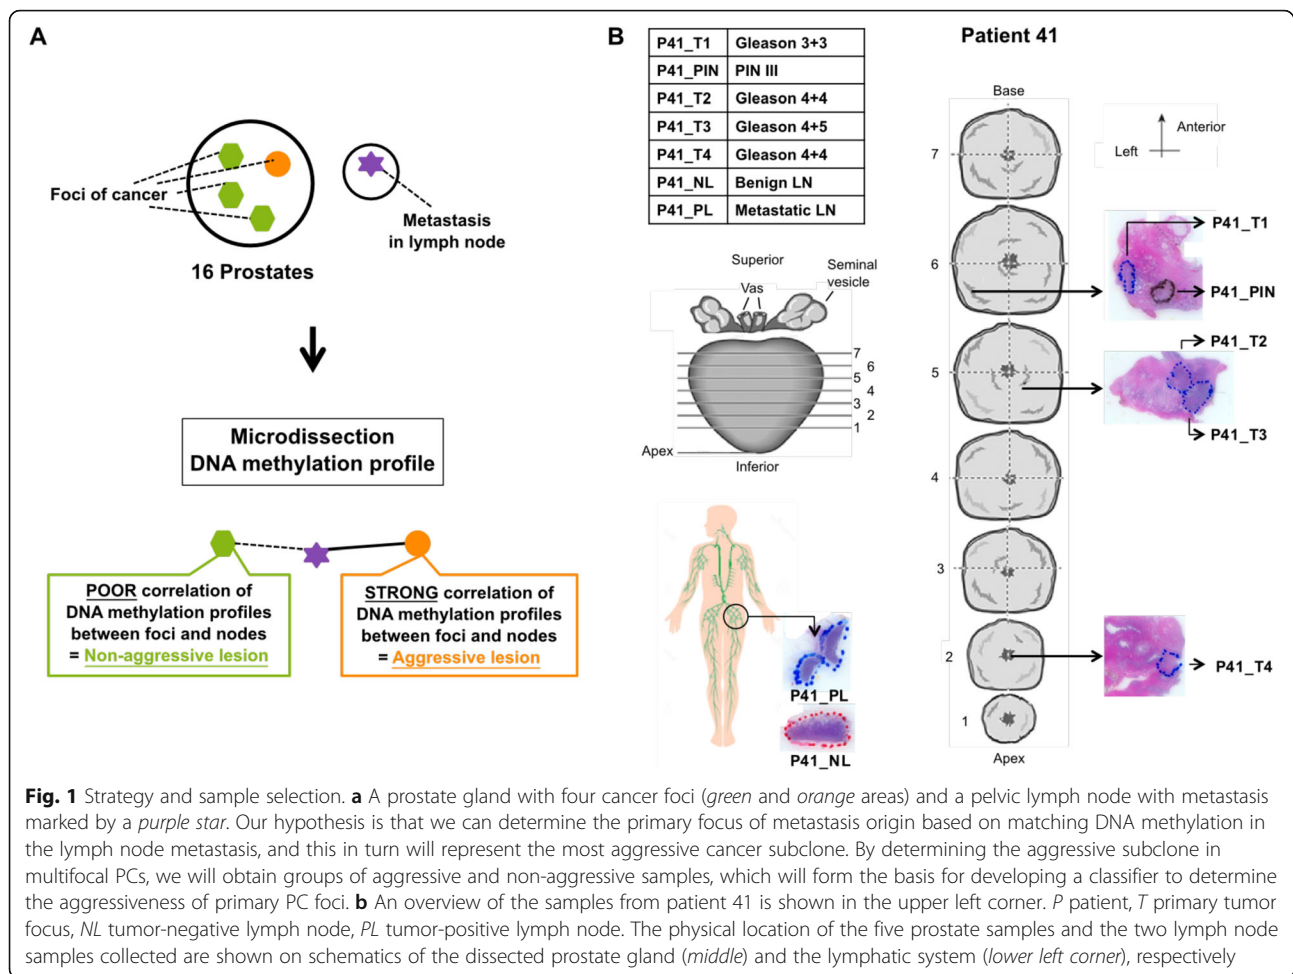 A
Foci of cancer
Metastasis
in lymph node
16 Prostates
Microdissection
DNA methylation profile
POOR correlation of
DNA methylation profiles
between foci and nodes
= Non-aggressive lesion
STRONG correlation of
DNA methylation profiles
between foci and nodes
= Aggressive lesion
B
P41_T1 Gleason 3+3
P41_PIN PIN III
P41_T2 Gleason 4+4
P41_T3 Gleason 4+5
P41_T4 Gleason 4+4
P41_NL Benign LN
P41_PL Metastatic LN
Superior
Vas
Seminal
vesicle
7
6
5
4
3
2
1
Apex
Inferior
P41_PL
P41_NL
Patient 41
Base
7
6
5
4
3
2
1
Apex
Anterior
Left
P41_T1
P41_PIN
P41_T2
P41_T3
P41_T4
Fig. 1 Strategy and sample selection. a A prostate gland with four cancer foci (green and orange areas) and a pelvic lymph node with metastasis
marked by a purple star. Our hypothesis is that we can determine the primary focus of metastasis origin based on matching DNA methylation in
the lymph node metastasis, and this in turn will represent the most aggressive cancer subclone. By determining the aggressive subclone in
multifocal PCs, we will obtain groups of aggressive and non-aggressive samples, which will form the basis for developing a classifier to determine
the aggressiveness of primary PC foci. b An overview of the samples from patient 41 is shown in the upper left corner. P patient, T primary tumor
focus, NL tumor-negative lymph node, PL tumor-positive lymph node. The physical location of the five prostate samples and the two lymph node
samples collected are shown on schematics of the dissected prostate gland (middle) and the lymphatic system (lower left corner), respectively